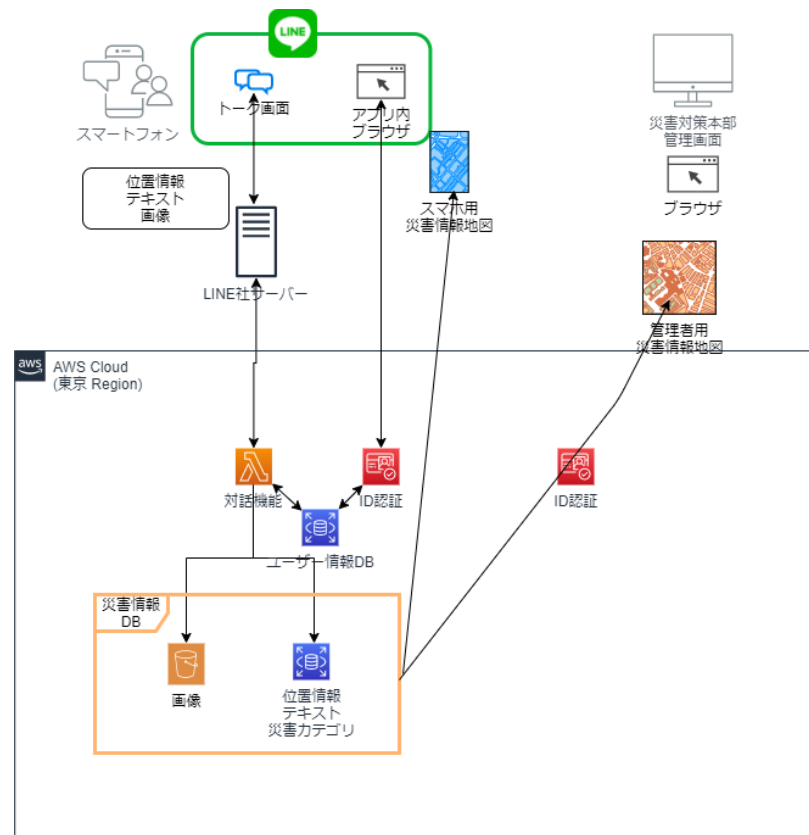 LINE
トーク画面
アプリ内
ブラウザ
スマートフォン
災害対策本部
管理画面
位置情報
テキスト
画像
ブラウザ
スマホ用
災害情報地図
LINE社サーバー
管理者用
災害情報地図
aws
AWS Cloud
(東京 Region)
対話機能
ID認証
ID認証
ユーザー情報DB
災害情報
DB
画像
位置情報
テキスト
災害カテゴリ